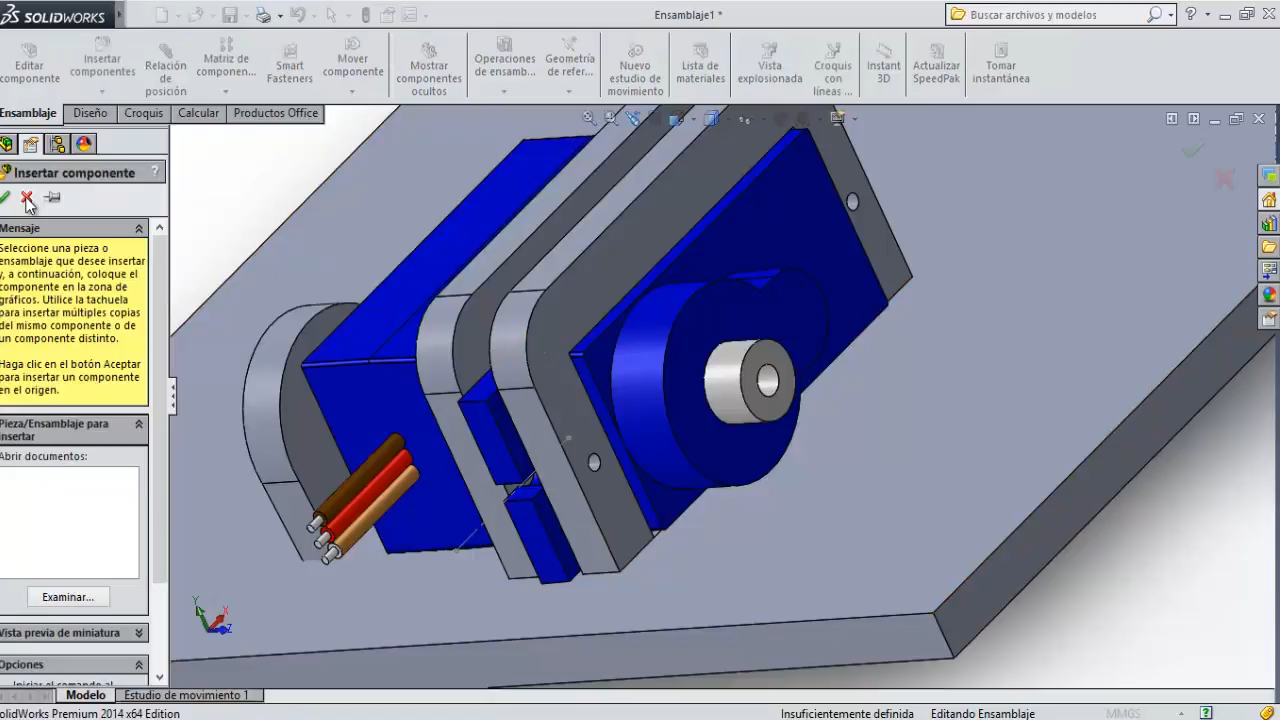 SOLIDWORKS
Ensamblaje1 *
Buscar archivos y modelos
Editar
componente
Insertar
componentes
Relación
de
posición
Matriz de
componen...
Smart
Fasteners
Mover
componente
Mostrar
componentes
ocultos
Operaciones
de ensamb...
Geometría
de refer...
Nuevo
estudio de
movimiento
Lista de
materiales
Vista
explosionada
Croquis
con
líneas ...
Instant
3D
Actualizar
SpeedPak
Tomar
instantánea
Ensamblaje
Diseño
Croquis
Calcular
Productos Office
Insertar componente
?
Mensaje
Seleccione una pieza o
ensamblaje que desee insertar
y, a continuación, coloque el
componente en la zona de
gráficos. Utilice la tachuela
para insertar múltiples copias
del mismo componente o de
un componente distinto.
Haga clic en el botón Aceptar
para insertar un componente
en el origen.
Pieza/Ensamblaje para
insertar
Abrir documentos:
Examinar...
Vista previa de miniatura
Opciones
Iniciar el comando al
Y
X
Z
Modelo
Estudio de movimiento 1
SolidWorks Premium 2014 x64 Edition
Insuficientemente definida
Editando Ensamblaje
MMGS